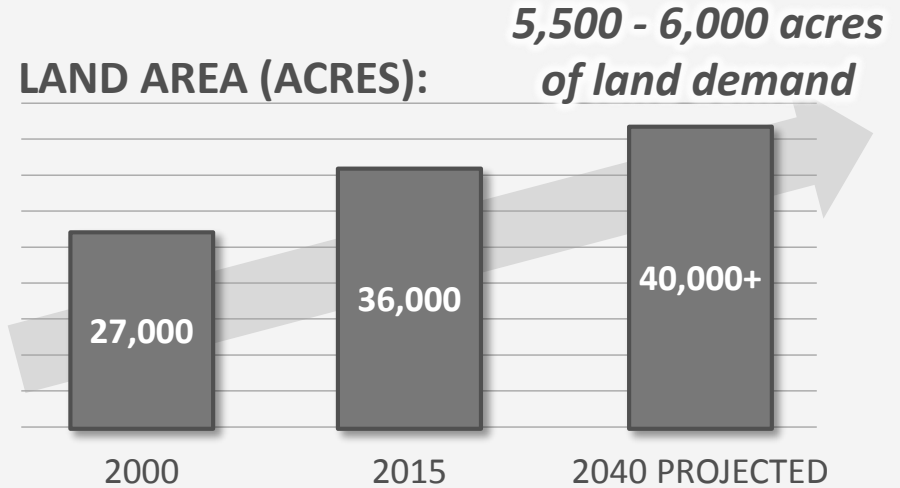 5,500 - 6,000 acres
of land demand
LAND AREA (ACRES):
27,000
36,000
40,000+
2000
2015
2040 PROJECTED